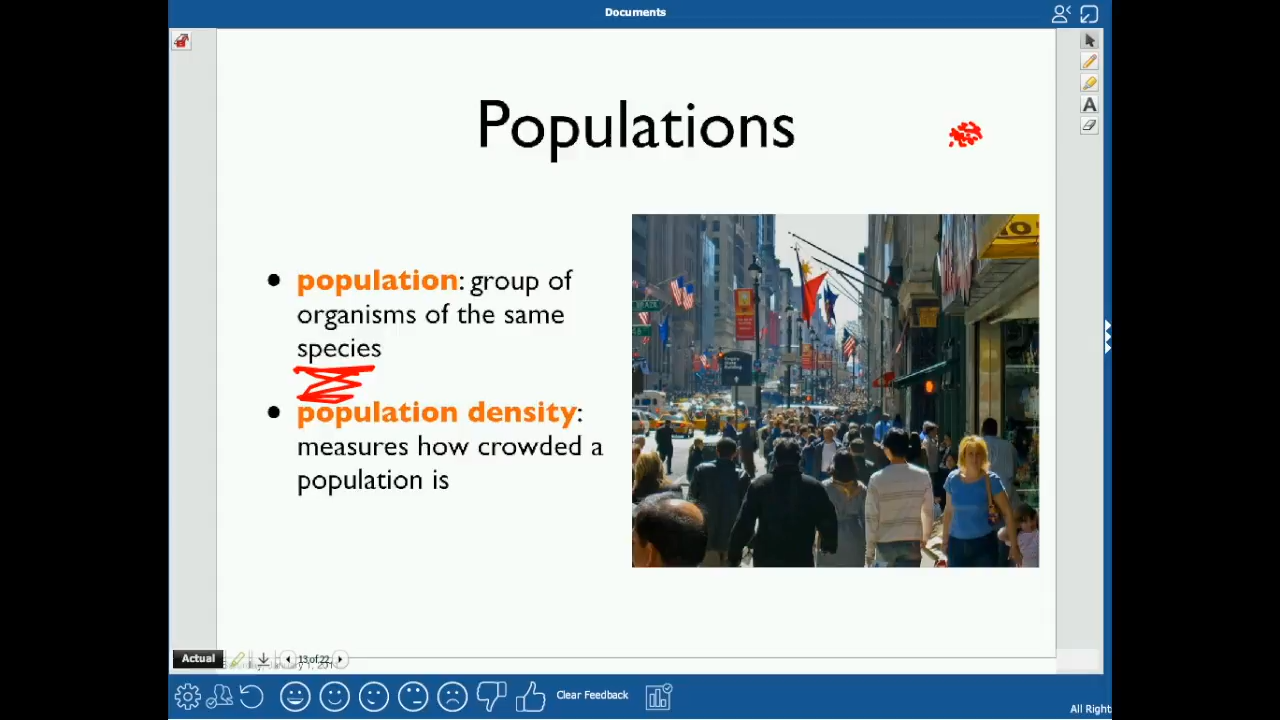 Documents
Populations
• population: group of
organisms of the same
species
• population density:
measures how crowded a
population is
A
Actual
13 of 22
Clear Feedback
All Right